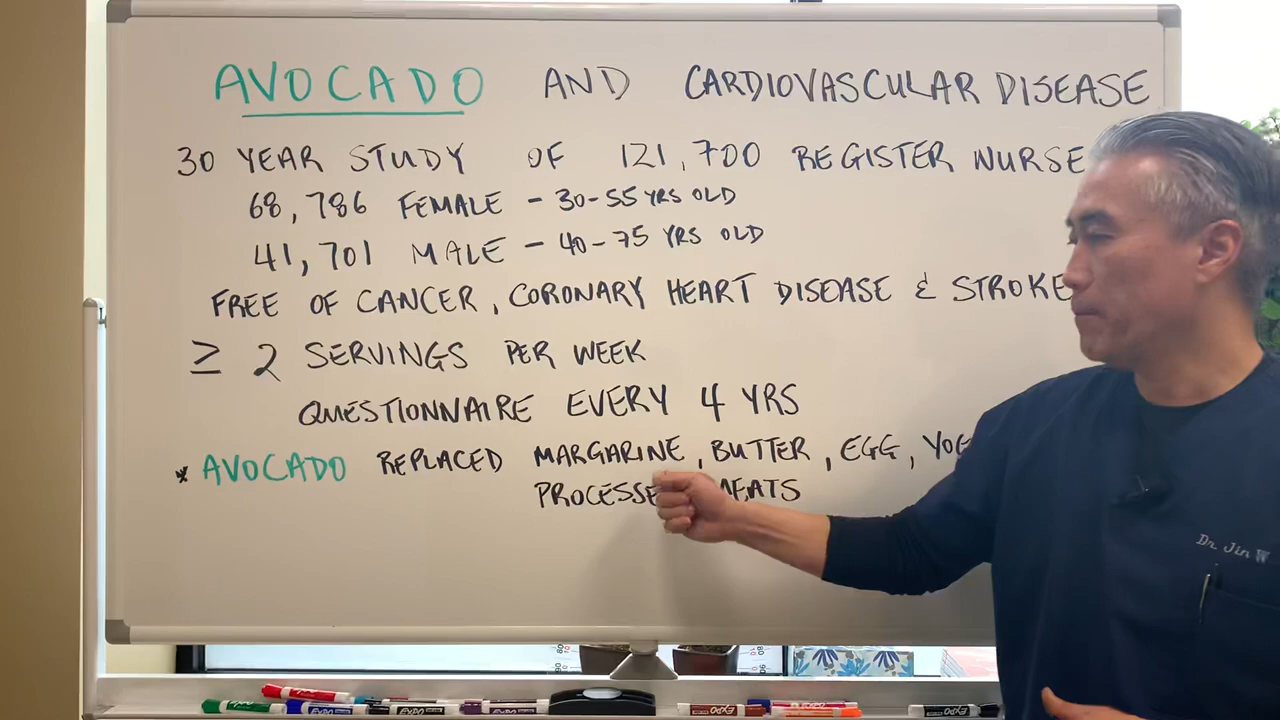 AVOCADO AND CARDIOVASCULAR DISEASE
30 YEAR STUDY OF 121,700 REGISTER NURSE
68,786 FEMALE - 30-55 YRS OLD
41,701 MALE - 40-75 YRS OLD
FREE OF CANCER, CORONARY HEART DISEASE & STROKE
≥ 2 SERVINGS PER WEEK
QUESTIONNAIRE EVERY 4 YRS
* AVOCADO REPLACED MARGARINE, BUTTER, EGG,
Dr. Jin W
EXPO